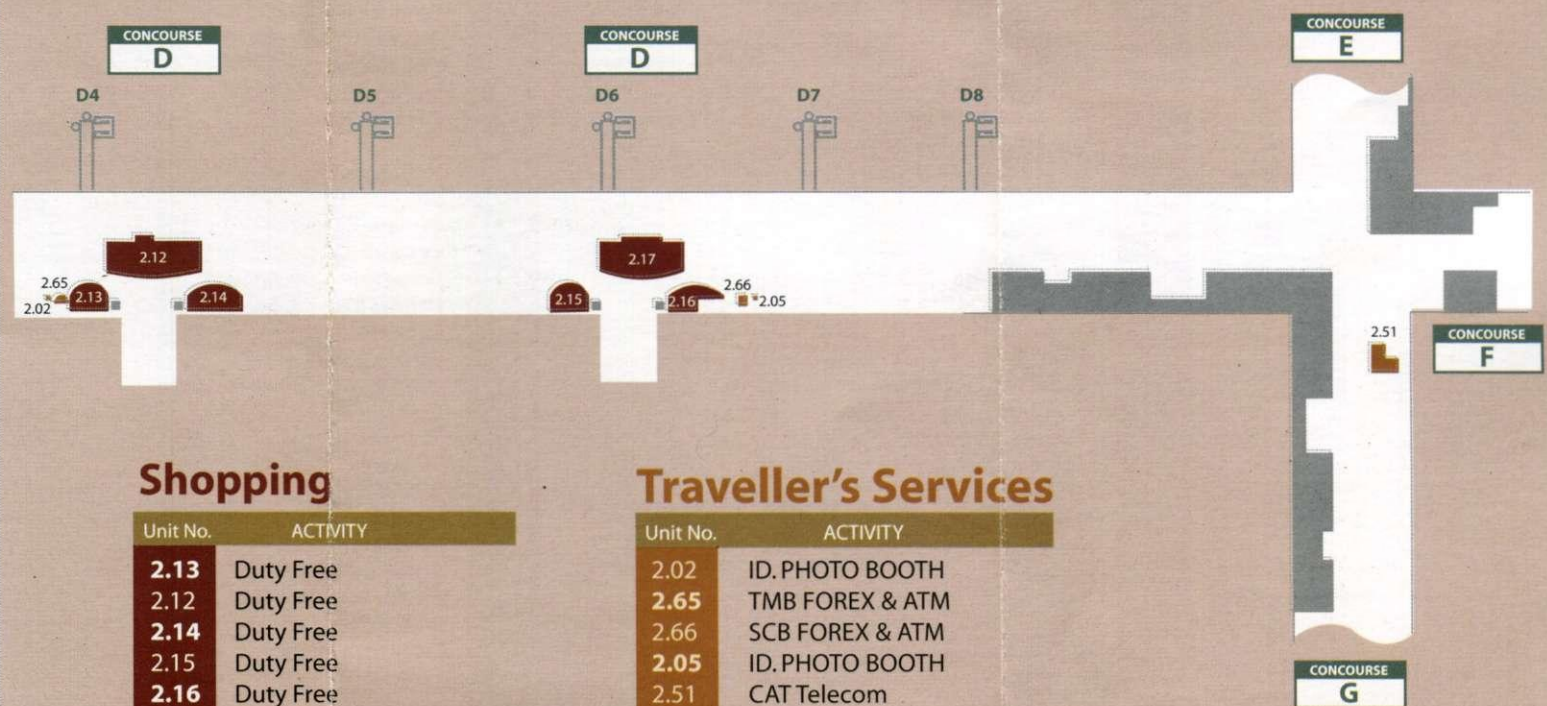 CONCOURSE
D
CONCOURSE
D
CONCOURSE
E
D4
D5
D6
D7
D8
2.12
2.17
2.65
2.13
2.14
2.02
2.15
2.16
2.66
2.05
2.51
CONCOURSE
F
Shopping
Unit No. ACTIVITY
2.13 Duty Free
2.12 Duty Free
2.14 Duty Free
2.15 Duty Free
2.16 Duty Free
Traveller's Services
Unit No. ACTIVITY
2.02 ID. PHOTO BOOTH
2.65 TMB FOREX & ATM
2.66 SCB FOREX & ATM
2.05 ID. PHOTO BOOTH
2.51 CAT Telecom
CONCOURSE
G